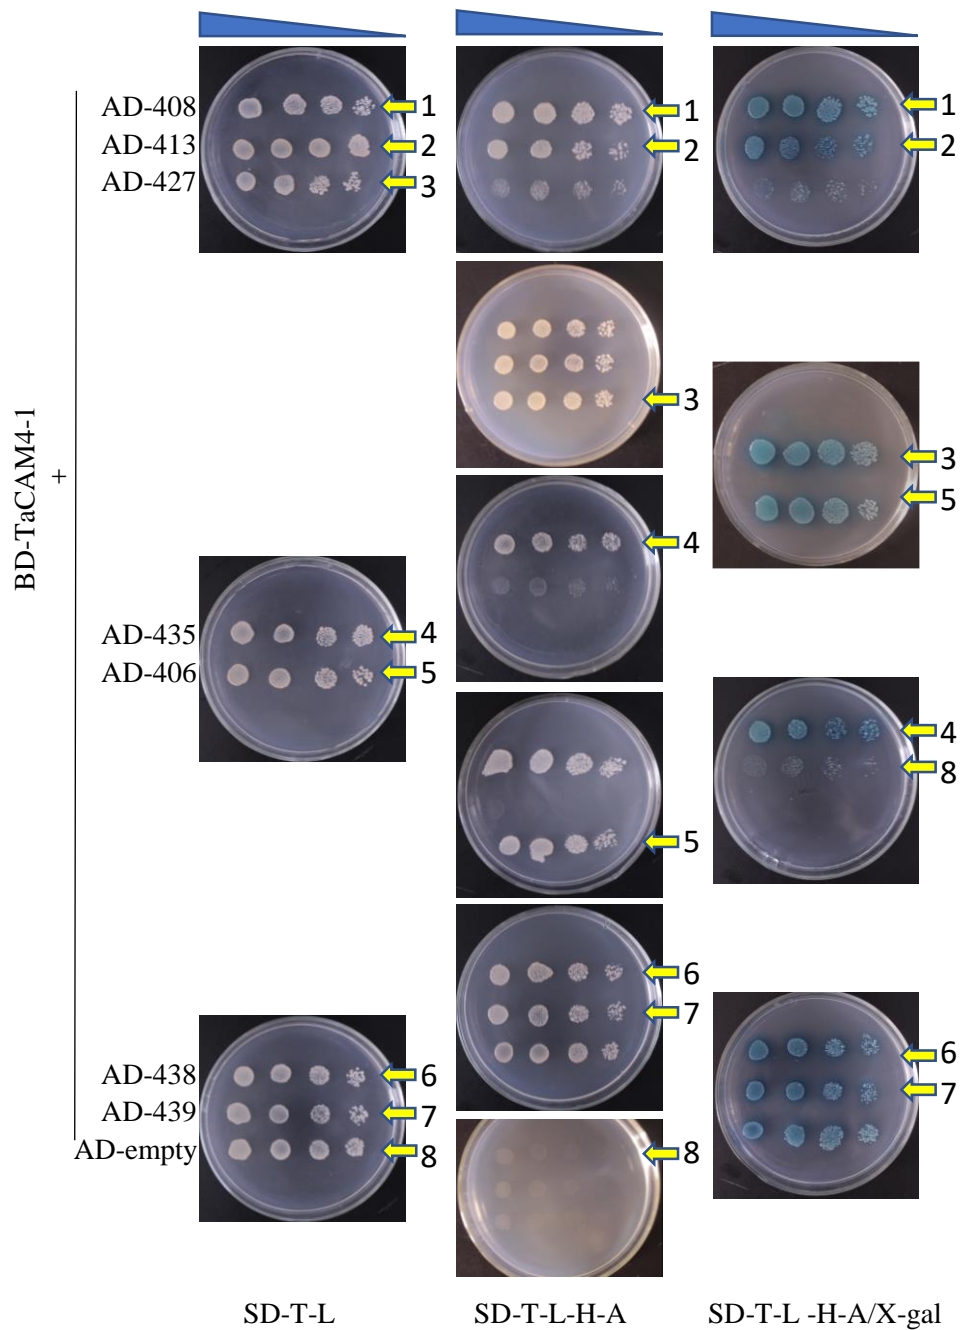 AD-408
1
1
1
AD-413
2
2
2
AD-427
3
3
3
5
BD-TaCAM4-1
+
4
AD-435
4
AD-406
5
4
8
5
6
7
6
7
AD-438
6
AD-439
7
AD-empty
8
8
SD-T-L
SD-T-L-H-A
SD-T-L -H-A/X-gal